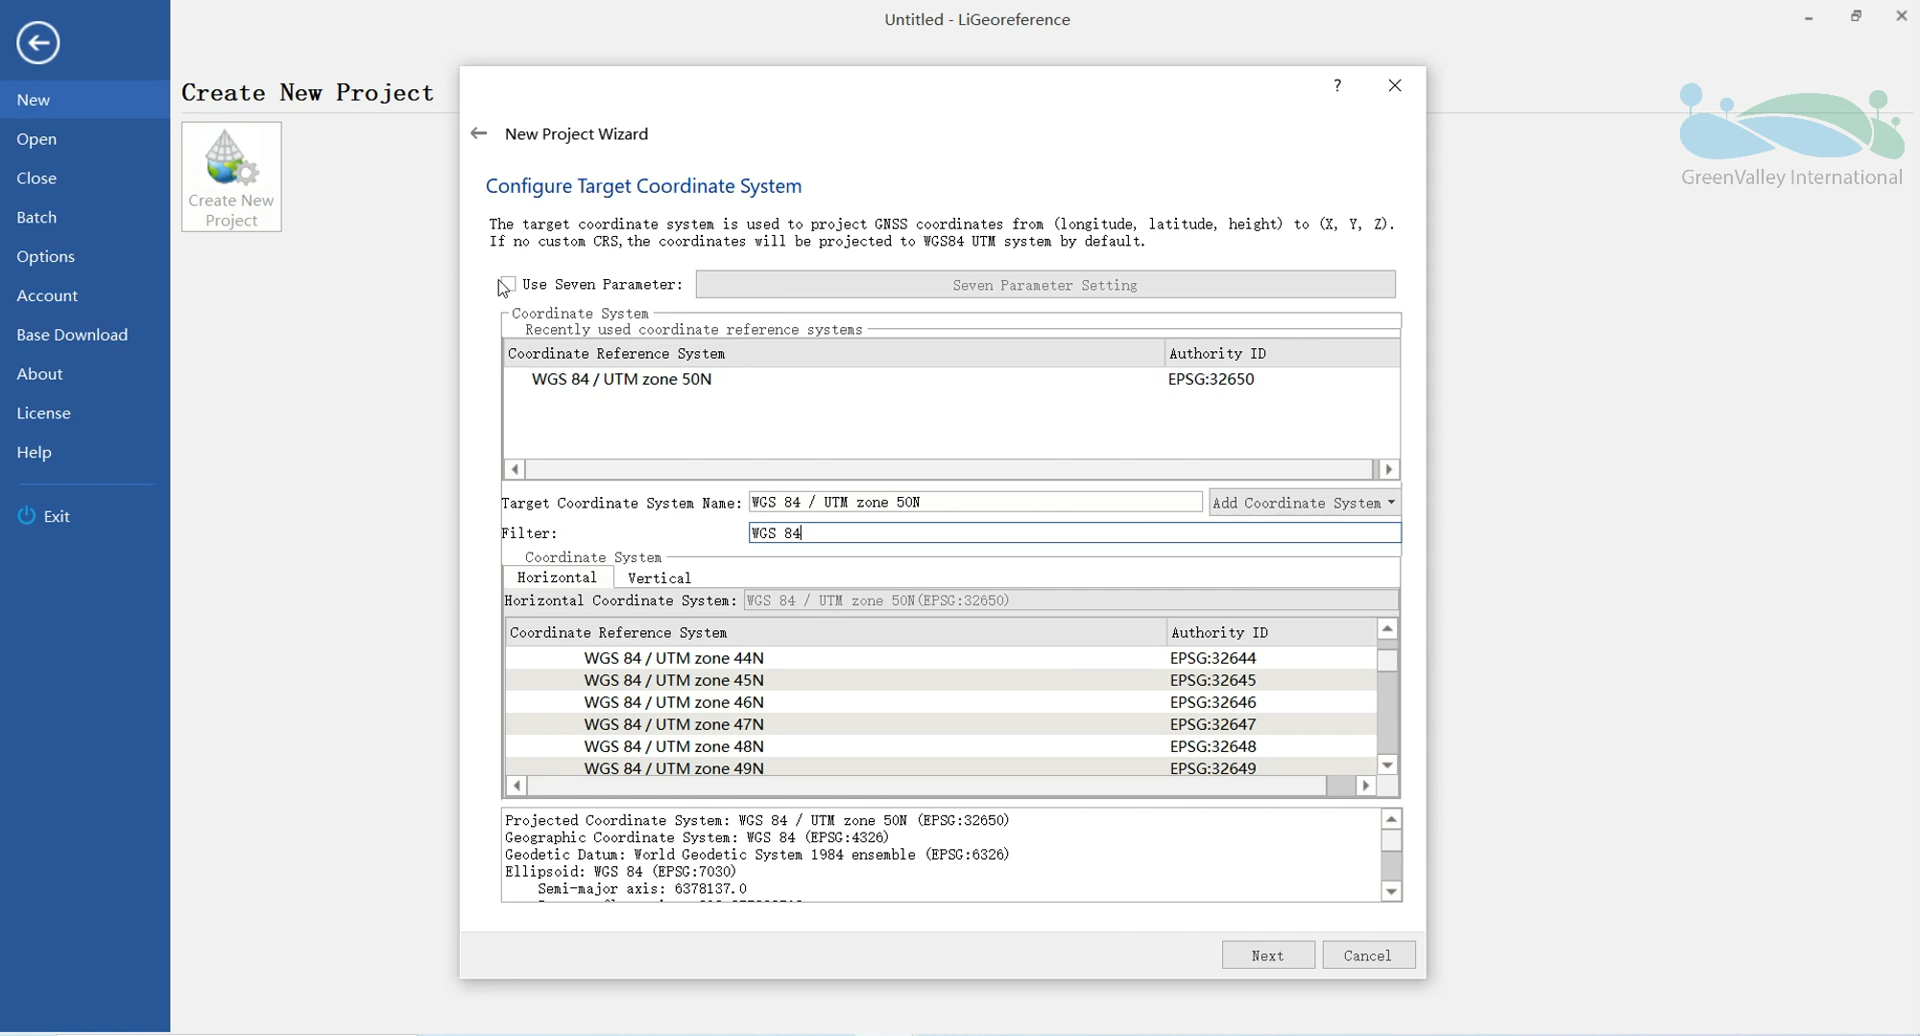 Untitled - LiGeoreference
New
Open
Close
Batch
Options
Account
Base Download
About
License
Help
Exit
Create New Project
Create New
Project
GreenValley International
?
New Project Wizard
Configure Target Coordinate System
The target coordinate system is used to project GNSS coordinates from (longitude, latitude, height) to (X, Y, Z).
If no custom CRS, the coordinates will be projected to WGS84 UTM system by default.
Use Seven Parameter: Seven Parameter Setting
Coordinate System
Recently used coordinate reference systems
Coordinate Reference System Authority ID
WGS 84 / UTM zone 50N EPSG:32650
Target Coordinate System Name: WGS 84 / UTM zone 50N Add Coordinate System
Filter: WGS 84
Coordinate System
Horizontal Vertical
Horizontal Coordinate System: WGS 84 / UTM zone 50N(EPSG:32650)
Coordinate Reference System Authority ID
WGS 84 / UTM zone 44N EPSG:32644
WGS 84 / UTM zone 45N EPSG:32645
WGS 84 / UTM zone 46N EPSG:32646
WGS 84 / UTM zone 47N EPSG:32647
WGS 84 / UTM zone 48N EPSG:32648
WGS 84 / UTM zone 49N EPSG:32649
Projected Coordinate System: WGS 84 / UTM zone 50N (EPSG:32650)
Geographic Coordinate System: WGS 84 (EPSG:4326)
Geodetic Datum: World Geodetic System 1984 ensemble (EPSG:6326)
Ellipsoid: WGS 84 (EPSG:7030)
Semi-major axis: 6378137.0
Next Cancel